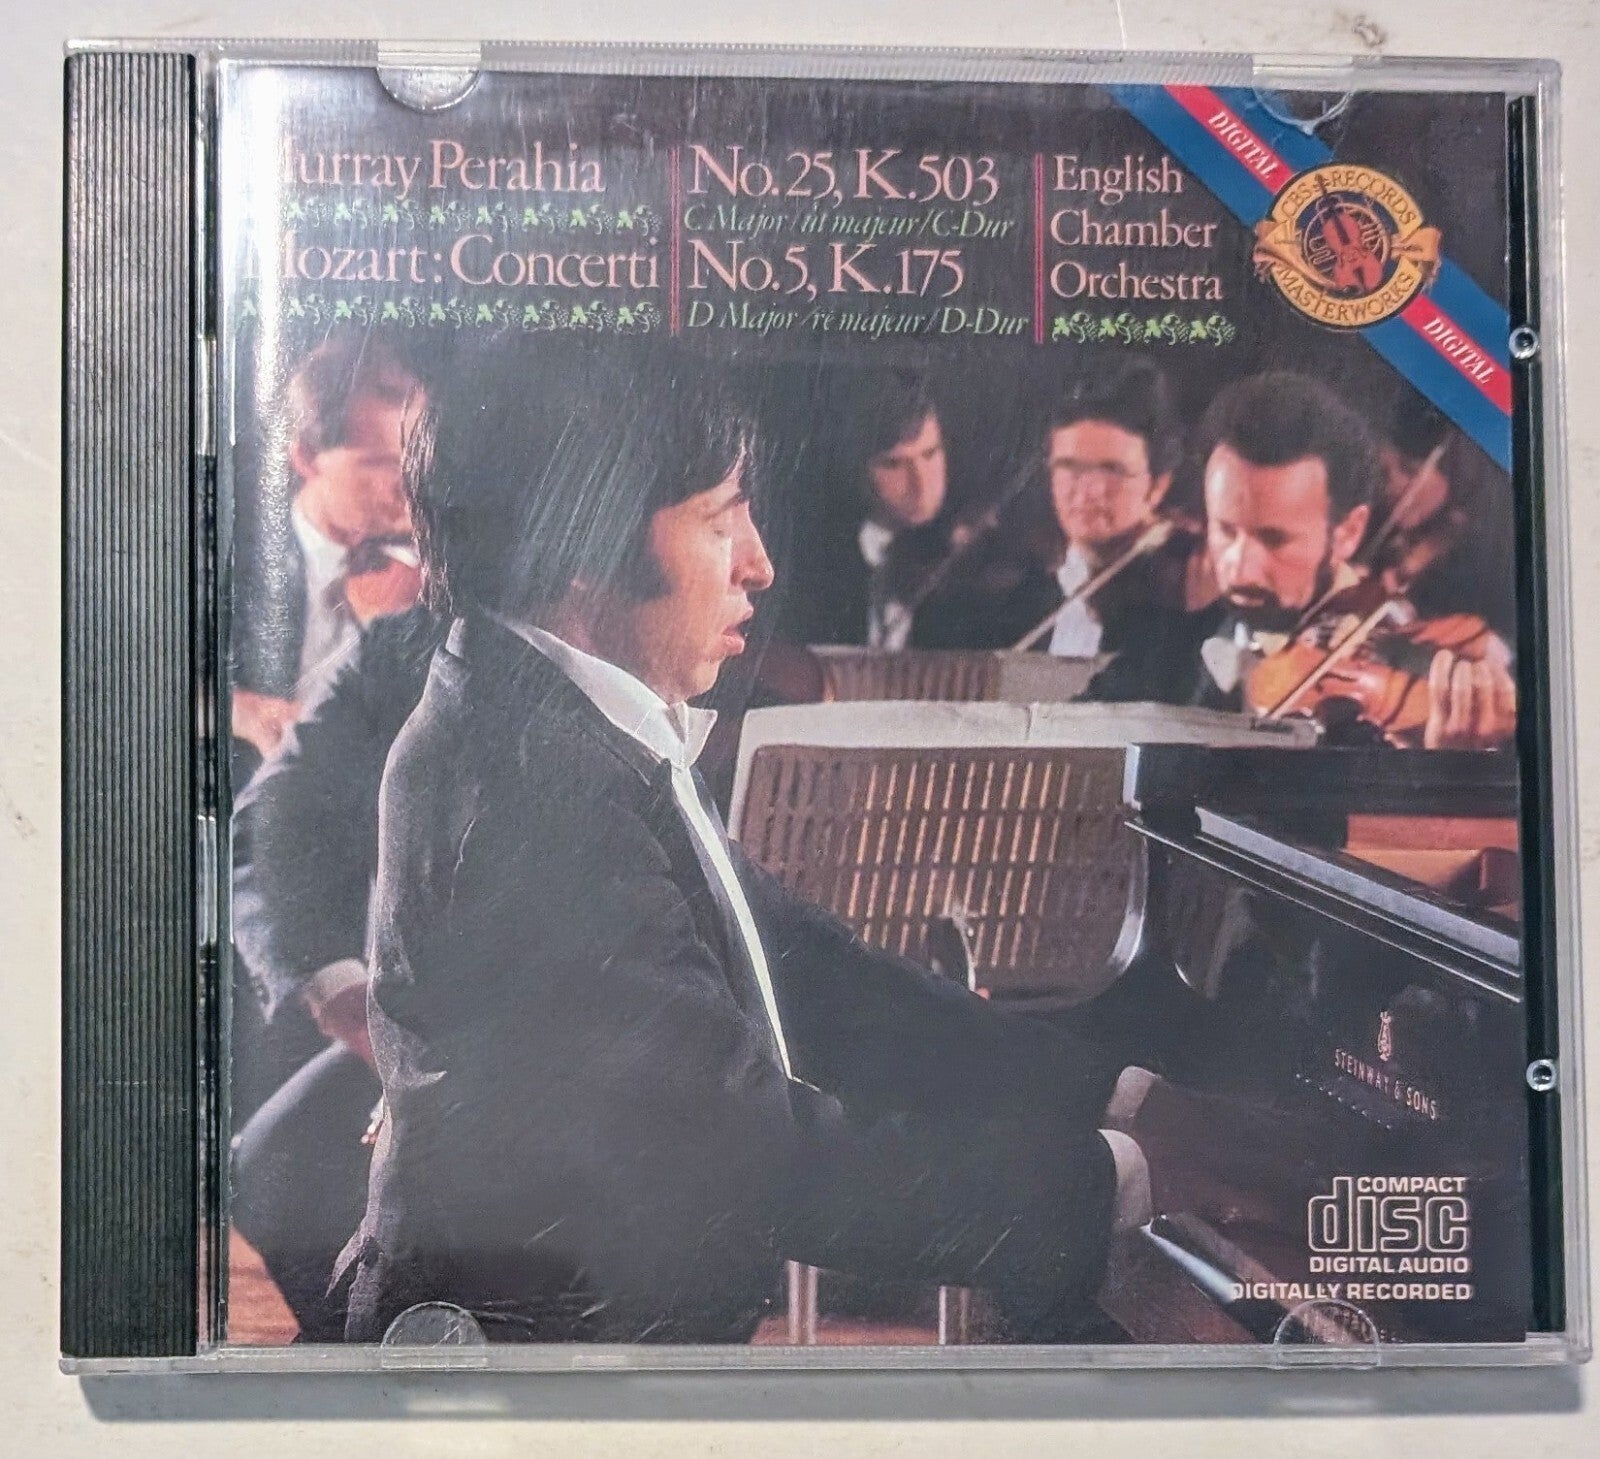 Murray Perahia
Mozart: Concerti
No.25, K.503
C Major/ut majeur/C-Dur
No.5, K.175
D Major/ré majeur/D-Dur
English
Chamber
Orchestra
DIGITAL
CBS RECORDS
MASTERWORKS
DIGITAL
STEINWAY & SONS
COMPACT
disc
DIGITAL AUDIO
DIGITALLY RECORDED